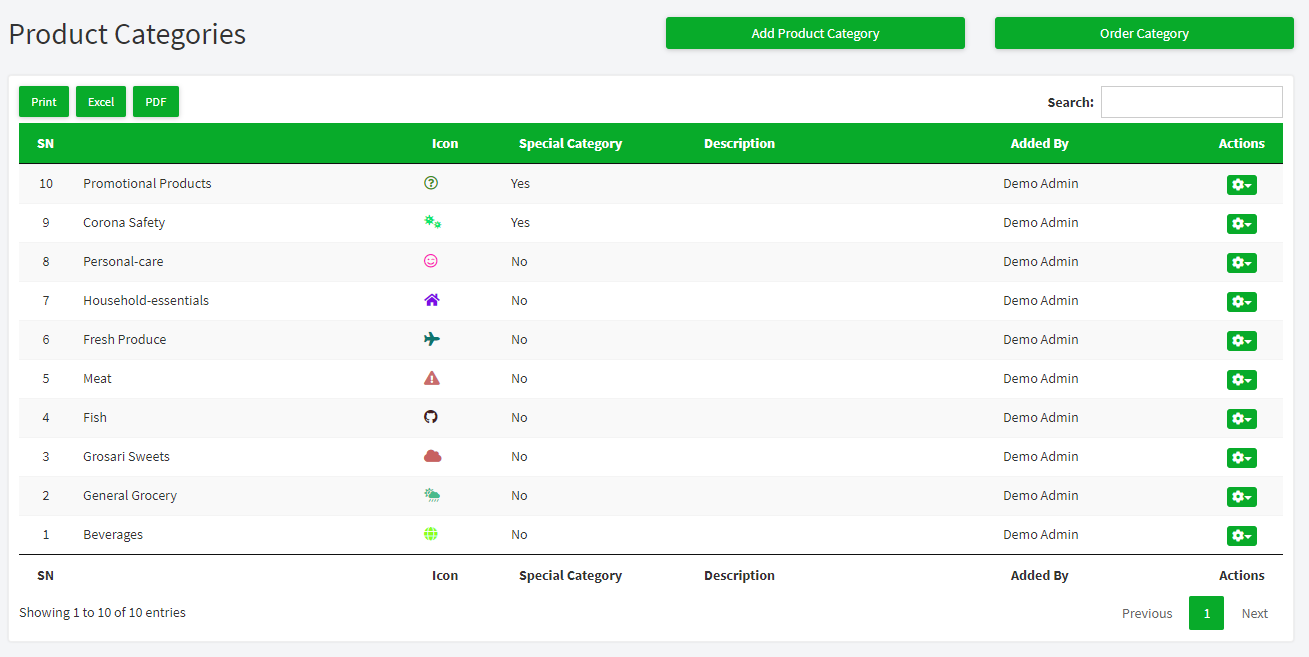 Product Categories Add Product Category Order Category
Print Excel PDF Search:
SN Icon Special Category Description Added By Actions
10 Promotional Products Yes Demo Admin
9 Corona Safety Yes Demo Admin
8 Personal-care No Demo Admin
7 Household-essentials No Demo Admin
6 Fresh Produce No Demo Admin
5 Meat No Demo Admin
4 Fish No Demo Admin
3 Grosari Sweets No Demo Admin
2 General Grocery No Demo Admin
1 Beverages No Demo Admin
SN Icon Special Category Description Added By Actions
Showing 1 to 10 of 10 entries Previous 1 Next